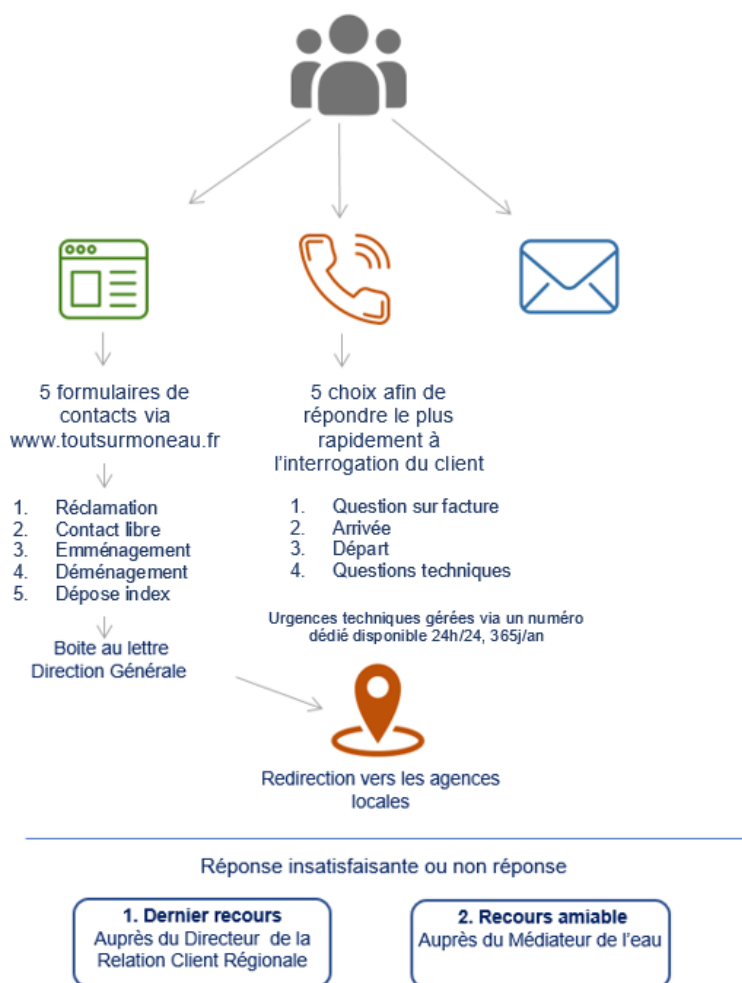 5 formulaires de
contacts via
www.toutsurmoneau.fr
1. Réclamation
2. Contact libre
3. Emménagement
4. Déménagement
5. Dépose index
Boite au lettre
Direction Générale
5 choix afin de
répondre le plus
rapidement à
l'interrogation du client
1. Question sur facture
2. Arrivée
3. Départ
4. Questions techniques
Urgences techniques gérées via un numéro
dédié disponible 24h/24, 365j/an
Redirection vers les agences
locales
Réponse insatisfaisante ou non réponse
1. Dernier recours
Auprès du Directeur de la
Relation Client Régionale
2. Recours amiable
Auprès du Médiateur de l'eau